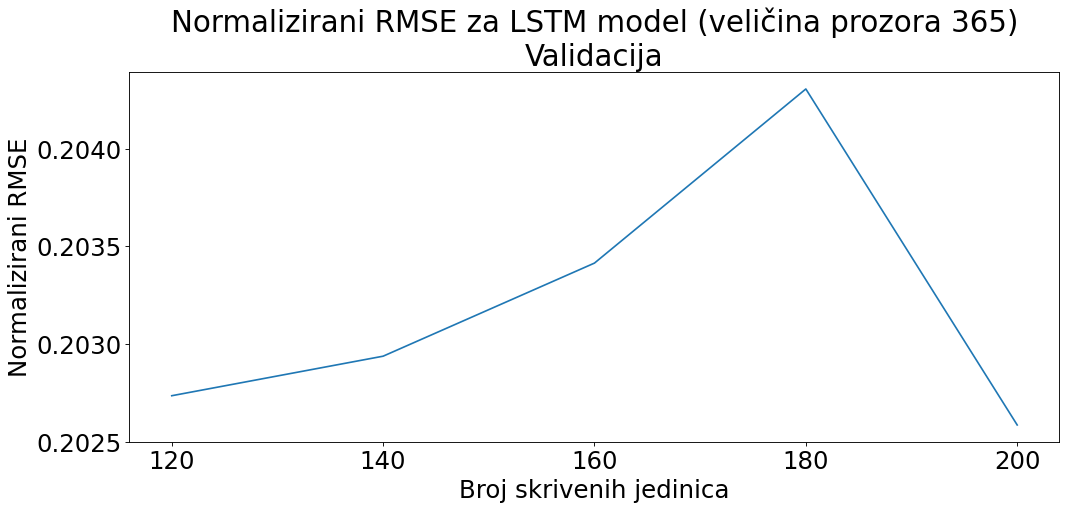 Normalizirani RMSE za LSTM model (veličina prozora 365)
Validacija
Normalizirani RMSE
0.2040
0.2035
0.2030
0.2025
120 140 160 180 200
Broj skrivenih jedinica